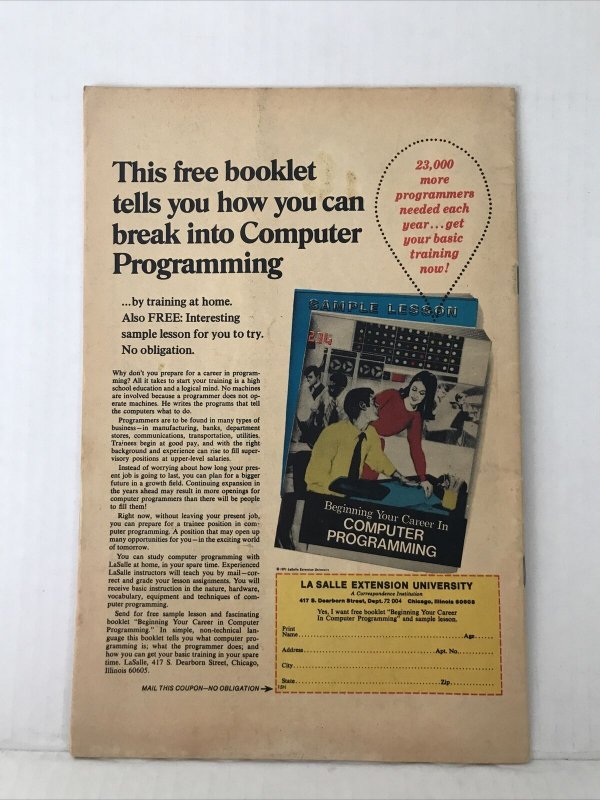 This free booklet
tells you how you can
break into Computer
Programming
23,000
more
programmers
needed each
year...get
your basic
training
now!
...by training at home.
Also FREE: Interesting
sample lesson for you to try.
No obligation.
Why don't you prepare for a career in program-
ming? All it takes to start your training is a high
school education and a logical mind. No machines
are involved because a programmer does not op-
erate machines. He writes the programs that tell
the computers what to do.
Programmers are to be found in many types of
business—in manufacturing, banks, department
stores, communications, transportation, utilities.
Trainees begin at good pay, and with the right
background and experience can rise to fill super-
visory positions at upper-level salaries.
Instead of worrying about how long your pres-
ent job is going to last, you can plan for a bigger
future in a growth field. Continuing expansion in
the years ahead may result in more openings for
computer programmers than there will be people
to fill them!
Right now, without leaving your present job,
you can prepare for a trainee position in com-
puter programming. A position that may open up
many opportunities for you—in the exciting world
of tomorrow.
You can study computer programming with
LaSalle at home, in your spare time. Experienced
LaSalle instructors will teach you by mail—cor-
rect and grade your lesson assignments. You will
receive basic instruction in the nature, hardware,
vocabulary, equipment and techniques of com-
puter programming.
Send for free sample lesson and fascinating
booklet "Beginning Your Career in Computer
Programming." In simple, non-technical lan-
guage this booklet tells you what computer pro-
gramming is; what the programmer does; and
how you can get your basic training in your spare
time. LaSalle, 417 S. Dearborn Street, Chicago,
Illinois 60605.
MAIL THIS COUPON—NO OBLIGATION
SAMPLE LESSON
Beginning Your Career In
COMPUTER
PROGRAMMING
© 1971 LaSalle Extension University
LA SALLE EXTENSION UNIVERSITY
A Correspondence Institution
417 S. Dearborn Street, Dept. 72 004 Chicago, Illinois 60605
Yes, I want free booklet "Beginning Your Career
In Computer Programming" and sample lesson.
Print
Name Age
Address Apt. No.
City
State Zip